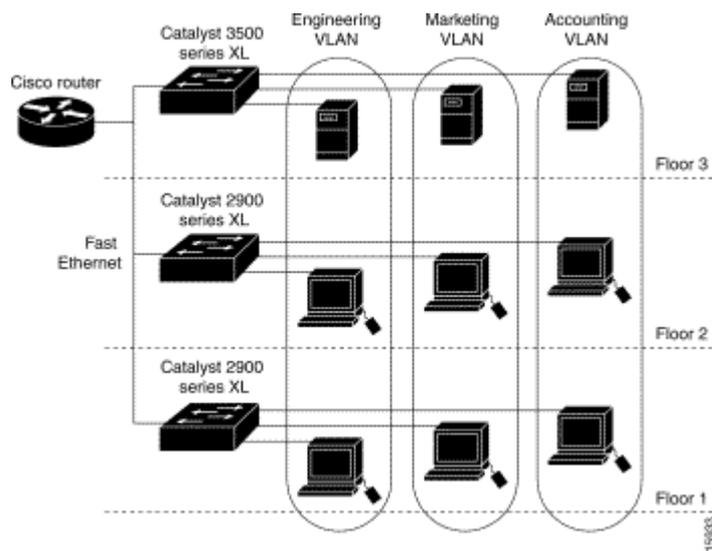 Catalyst 3500
series XL
Engineering
VLAN
Marketing
VLAN
Accounting
VLAN
Cisco router
Floor 3
Catalyst 2900
series XL
Fast
Ethernet
Floor 2
Catalyst 2900
series XL
Floor 1
15933